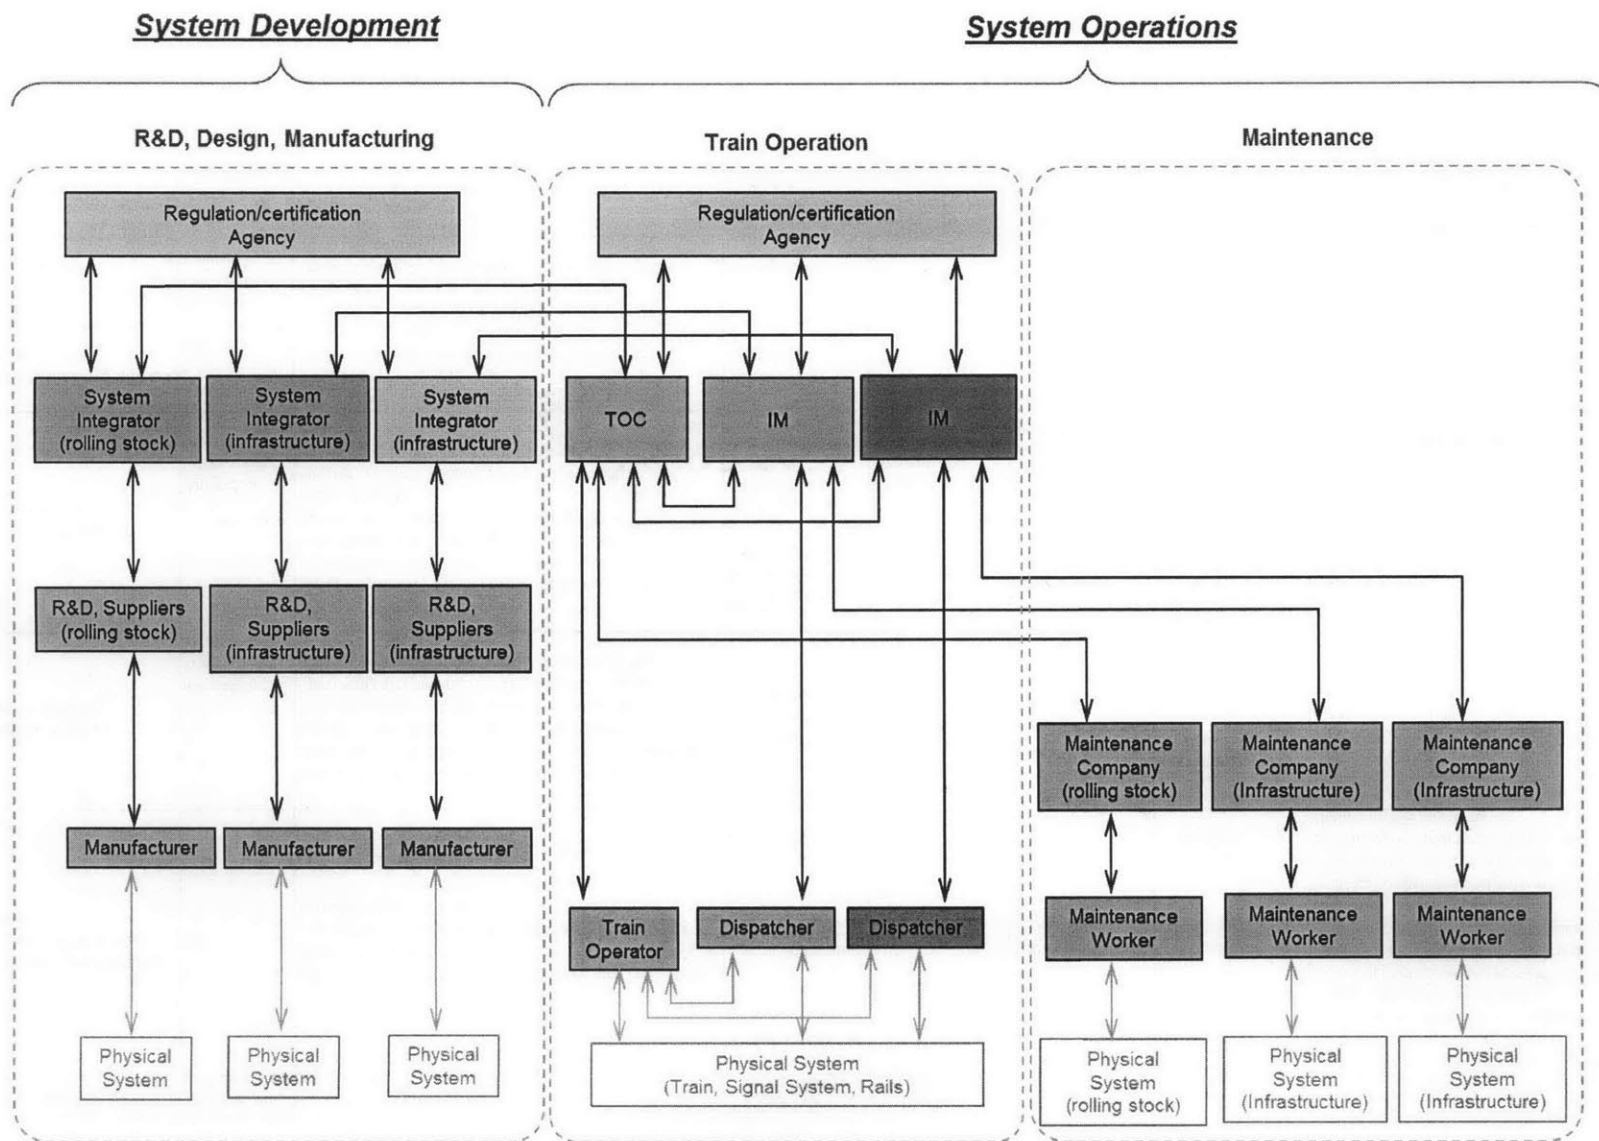 System Development
System Operations
R&D, Design, Manufacturing
Train Operation
Maintenance
Regulation/certification
Agency
Regulation/certification
Agency
System
Integrator
(rolling stock)
System
Integrator
(infrastructure)
System
Integrator
(infrastructure)
TOC
IM
IM
R&D, Suppliers
(rolling stock)
R&D,
Suppliers
(infrastructure)
R&D,
Suppliers
(infrastructure)
Maintenance
Company
(rolling stock)
Maintenance
Company
(Infrastructure)
Maintenance
Company
(Infrastructure)
Manufacturer
Manufacturer
Manufacturer
Train
Operator
Dispatcher
Dispatcher
Maintenance
Worker
Maintenance
Worker
Maintenance
Worker
Physical
System
Physical
System
Physical
System
Physical System
(Train, Signal System, Rails)
Physical
System
(rolling stock)
Physical
System
(Infrastructure)
Physical
System
(Infrastructure)